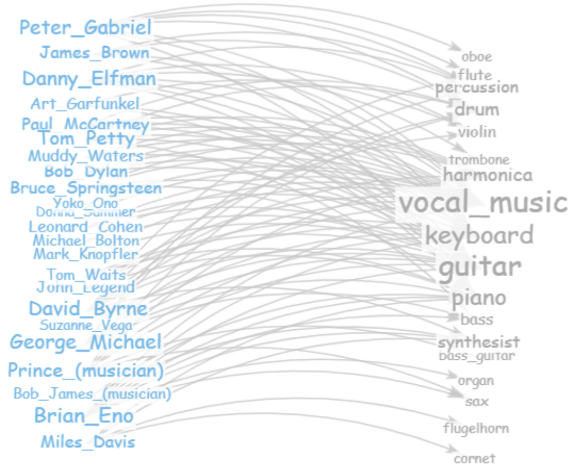 Peter_Gabriel
James_Brown
Danny_Elfman
Art_Garfunkel
Paul_McCartney
Tom_Petty
Muddy_Waters
Bob_Dylan
Bruce_Springsteen
Yoko_Ono
Donna_Summer
Leonard_Cohen
Michael_Bolton
Mark_Knopfler
Tom_Waits
John_Legend
David_Byrne
Suzanne_Vega
George_Michael
Prince_(musician)
Bob_James_(musician)
Brian_Eno
Miles_Davis
oboe
flute
percussion
drum
violin
trombone
harmonica
vocal_music
keyboard
guitar
piano
bass
synthesist
bass_guitar
organ
sax
flugelhorn
cornet